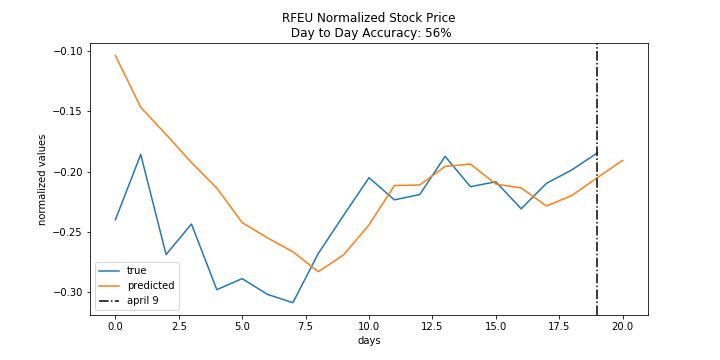 RFEU Normalized Stock Price
Day to Day Accuracy: 56%
normalized values
−0.10
−0.15
−0.20
−0.25
−0.30
true
predicted
april 9
0.0 2.5 5.0 7.5 10.0 12.5 15.0 17.5 20.0
days